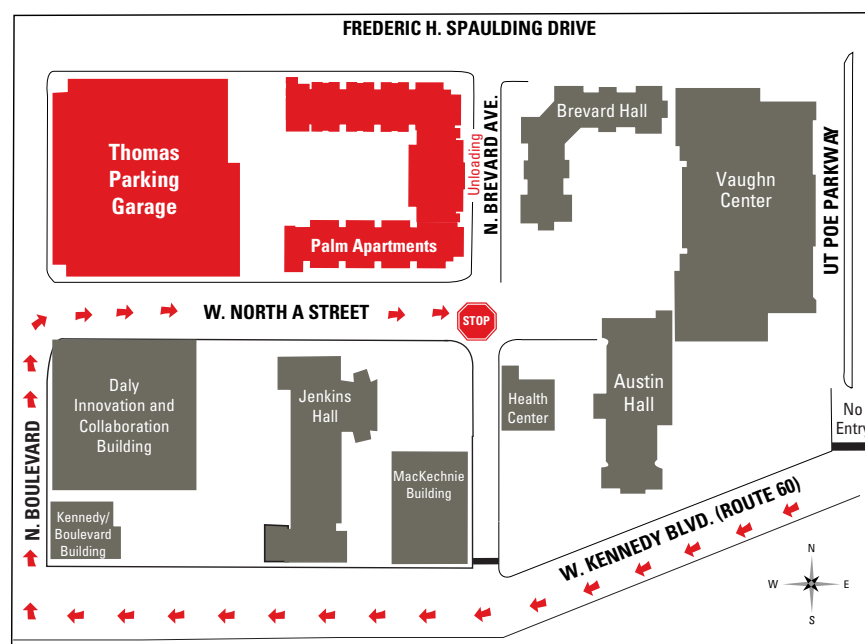 FREDERIC H. SPAULDING DRIVE
Thomas
Parking
Garage
Palm Apartments
Unloading
N. BREVARD AVE.
Brevard Hall
Vaughn
Center
UT POE PARKWAY
W. NORTH A STREET
STOP
Daly
Innovation and
Collaboration
Building
Jenkins
Hall
Health
Center
Austin
Hall
No
Entry
N. BOULEVARD
Kennedy/
Boulevard
Building
MacKechnie
Building
W. KENNEDY BLVD. (ROUTE 60)
N
W
E
S